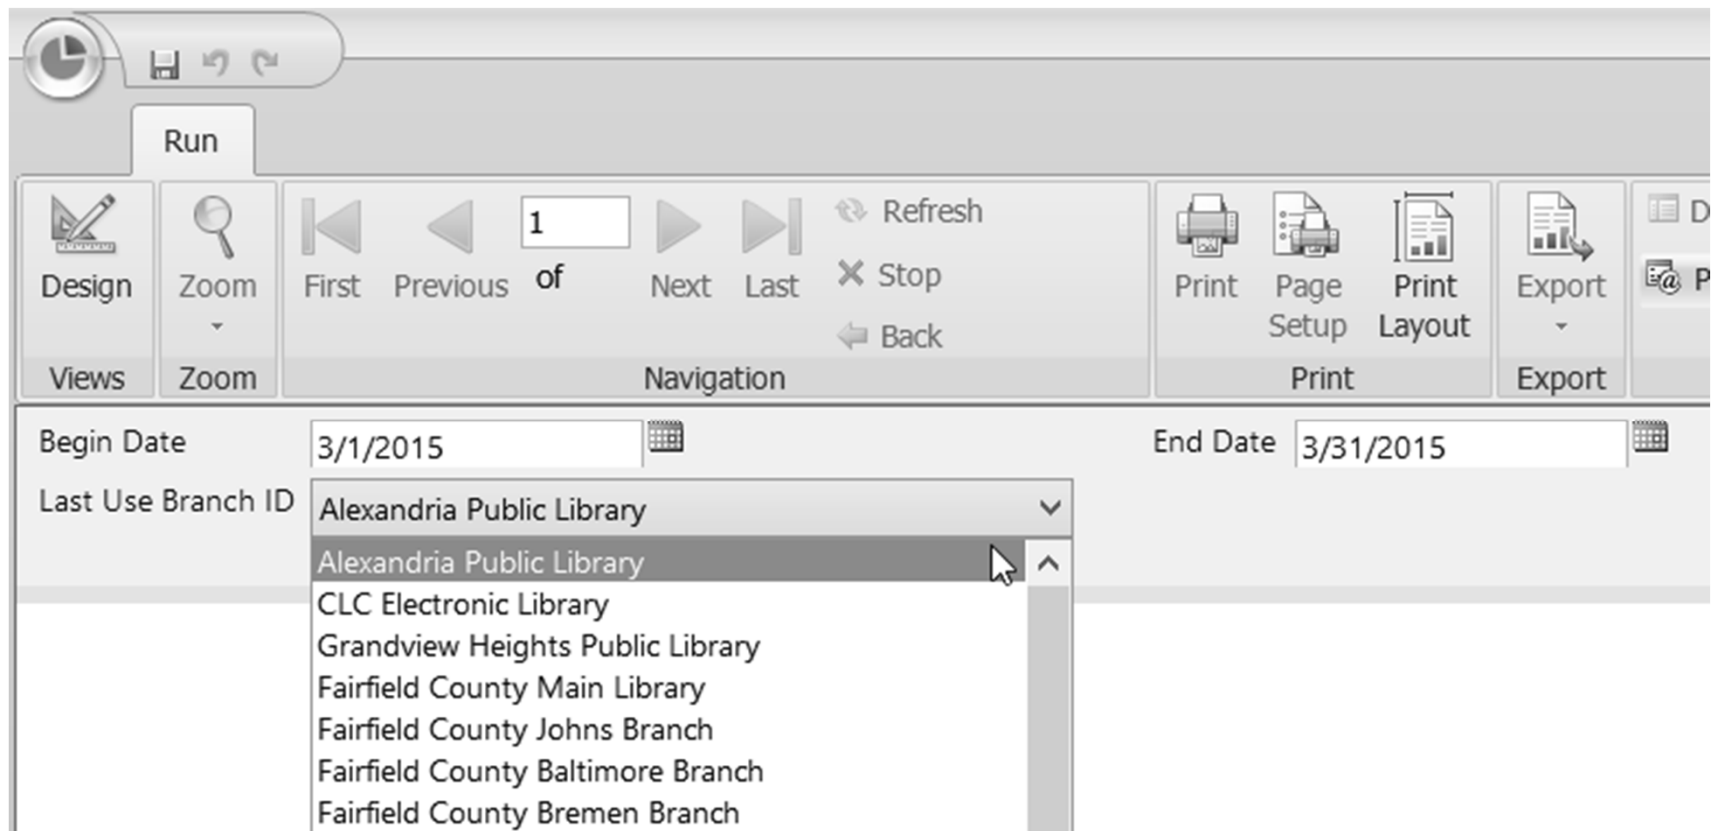 Run
Design
Zoom
First
Previous
1
of
Next
Last
Refresh
Stop
Back
Print
Page
Setup
Print
Layout
Export
D
P
Views
Zoom
Navigation
Print
Export
Begin Date
3/1/2015
End Date
3/31/2015
Last Use Branch ID
Alexandria Public Library
Alexandria Public Library
CLC Electronic Library
Grandview Heights Public Library
Fairfield County Main Library
Fairfield County Johns Branch
Fairfield County Baltimore Branch
Fairfield County Bremen Branch